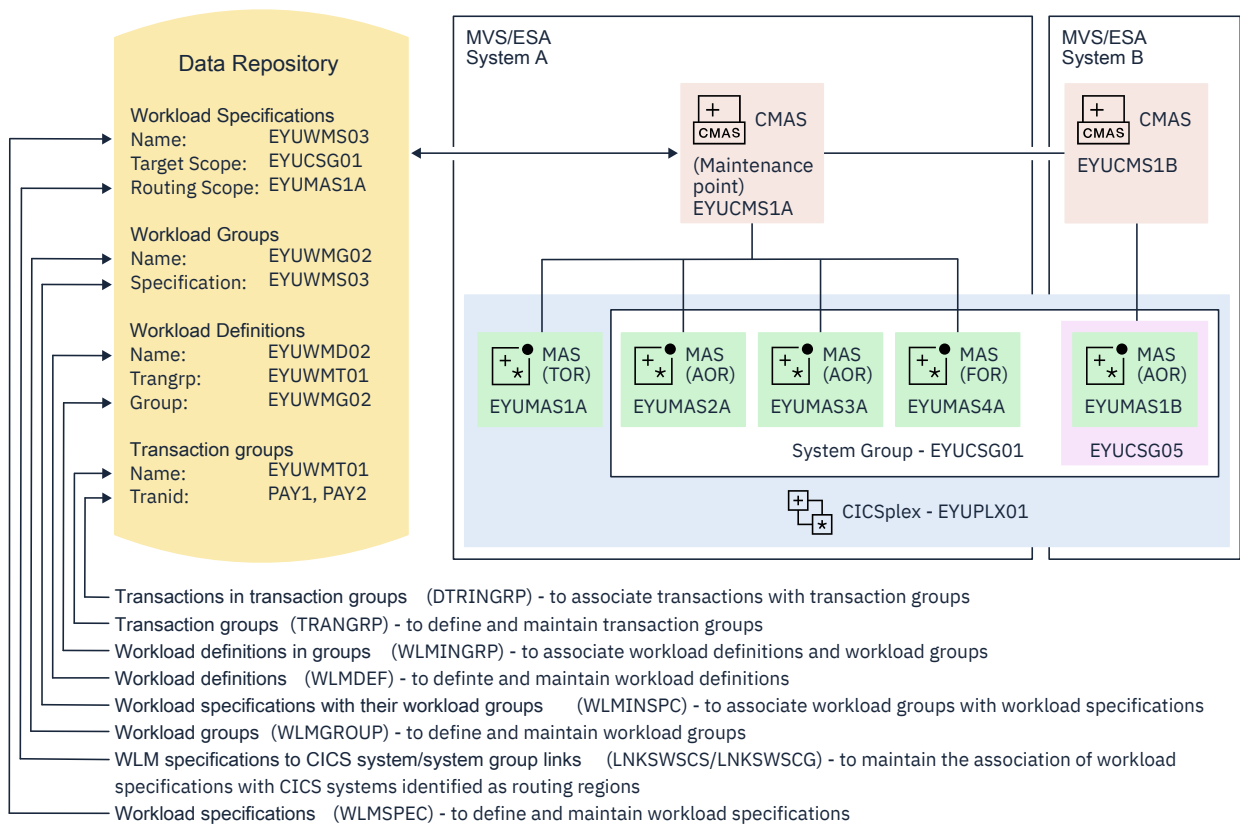 Data Repository
Workload Specifications
Name: EYUWMS03
Target Scope: EYUCSG01
Routing Scope: EYUMAS1A
Workload Groups
Name: EYUWMG02
Specification: EYUWMS03
Workload Definitions
Name: EYUWMD02
Trangrp: EYUWMT01
Group: EYUWMG02
Transaction groups
Name: EYUWMT01
Tranid: PAY1, PAY2
MVS/ESA
System A
CMAS
CMAS
(Maintenance
point)
EYUCMS1A
MVS/ESA
System B
CMAS
CMAS
EYUCMS1B
MAS
(TOR)
EYUMAS1A
MAS
(AOR)
EYUMAS2A
MAS
(AOR)
EYUMAS3A
MAS
(FOR)
EYUMAS4A
MAS
(AOR)
EYUMAS1B
System Group - EYUCSG01
EYUCSG05
CICSplex - EYUPLX01
Transactions in transaction groups (DTRINGRP) - to associate transactions with transaction groups
Transaction groups (TRANGRP) - to define and maintain transaction groups
Workload definitions in groups (WLMINGRP) - to associate workload definitions and workload groups
Workload definitions (WLMDEF) - to definte and maintain workload definitions
Workload specifications with their workload groups (WLMINSPC) - to associate workload groups with workload specifications
Workload groups (WLMGROUP) - to define and maintain workload groups
WLM specifications to CICS system/system group links (LNKSWSCS/LNKSWSCG) - to maintain the association of workload
specifications with CICS systems identified as routing regions
Workload specifications (WLMSPEC) - to define and maintain workload specifications